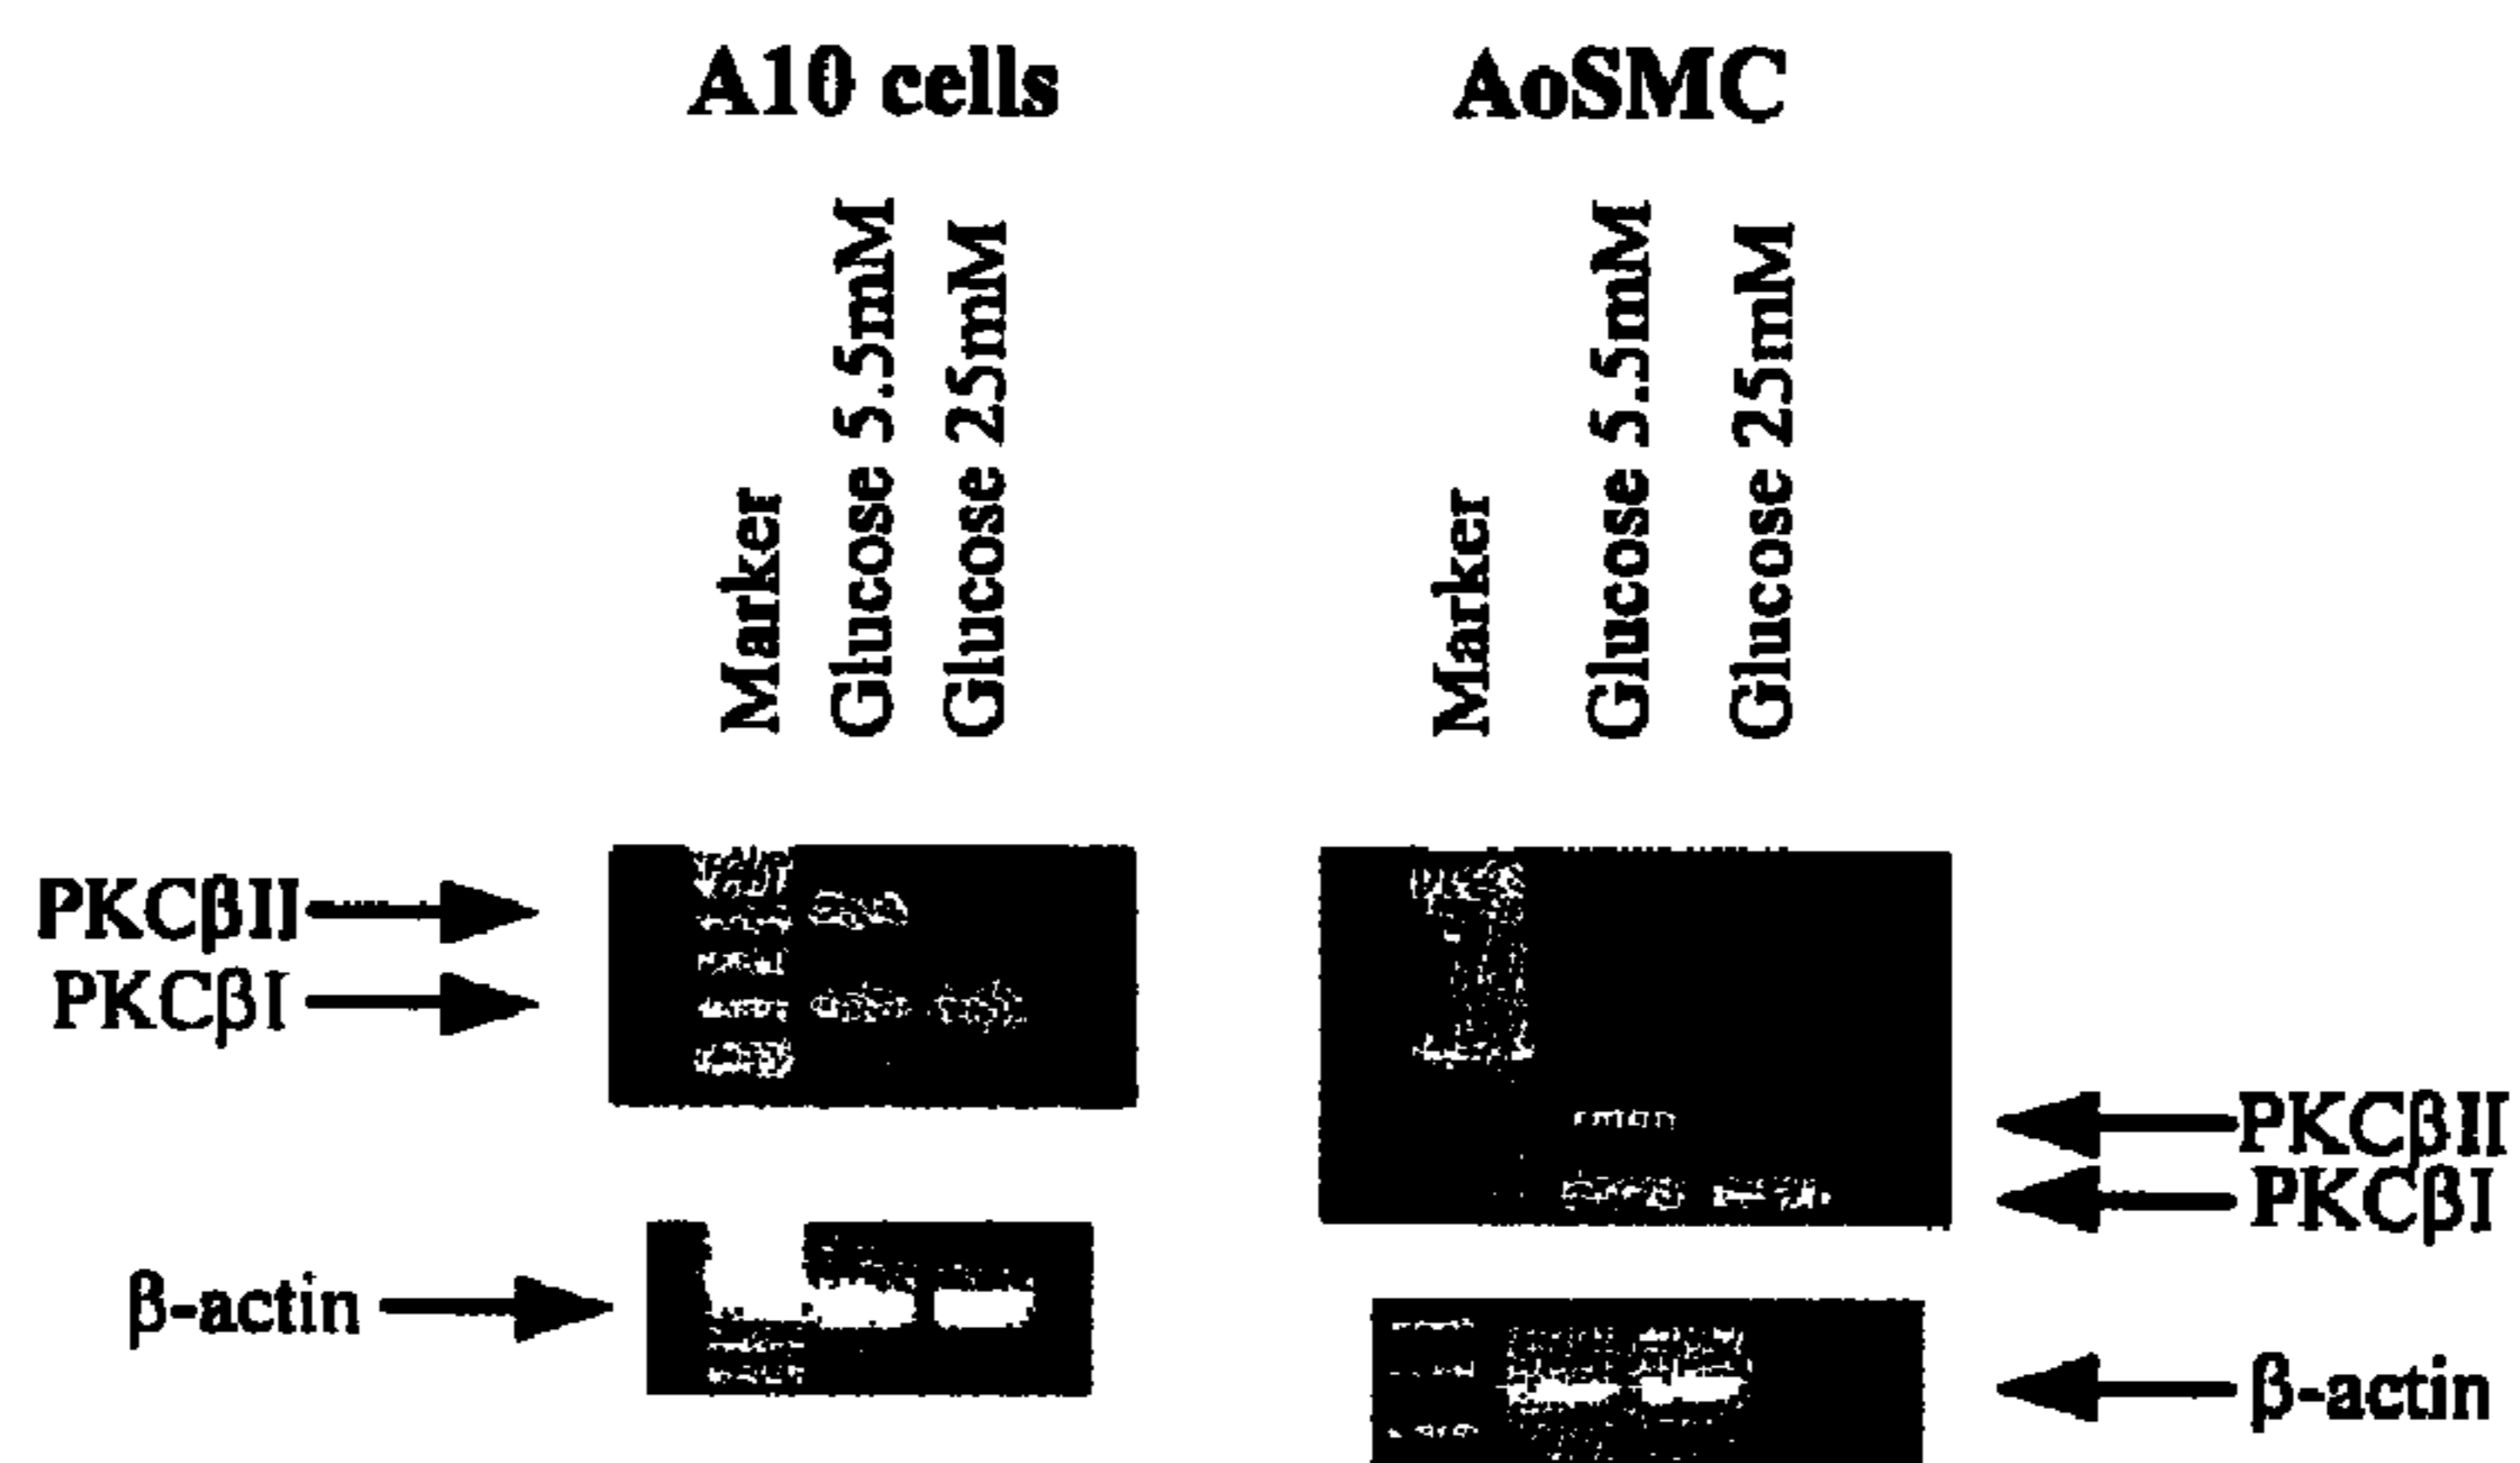 A10 cells
AoSMC
Marker
Glucose 5.5mM
Glucose 25mM
Marker
Glucose 5.5mM
Glucose 25mM
PKCβII
PKCβI
β-actin
PKCβII
PKCβI
β-actin